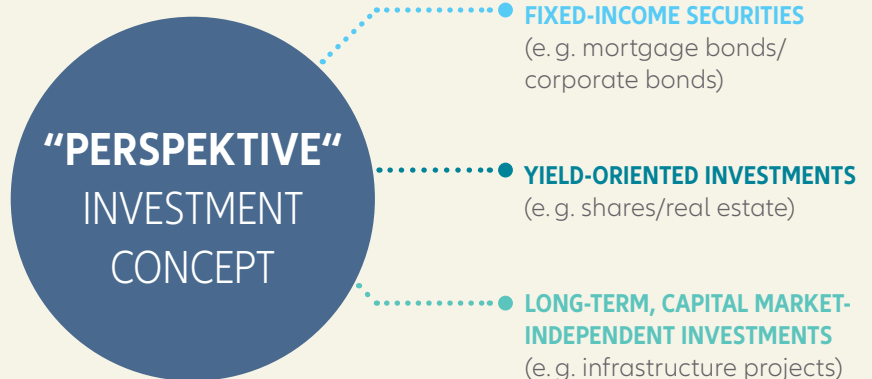 “PERSPEKTIVE“
INVESTMENT
CONCEPT
FIXED-INCOME SECURITIES
(e. g. mortgage bonds/
corporate bonds)
YIELD-ORIENTED INVESTMENTS
(e. g. shares/real estate)
LONG-TERM, CAPITAL MARKET-
INDEPENDENT INVESTMENTS
(e. g. infrastructure projects)